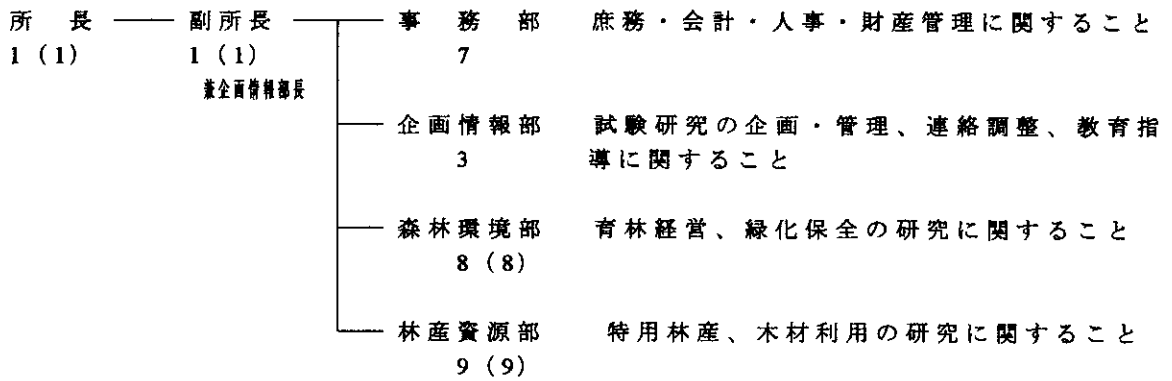 所長 副所長 事務部 庶務・会計・人事・財産管理に関すること
1(1) 1(1) 7
兼企画情報部長
企画情報部 試験研究の企画・管理、連絡調整、教育指
3 導に関すること
森林環境部 育林経営、緑化保全の研究に関すること
8(8)
林産資源部 特用林産、木材利用の研究に関すること
9(9)